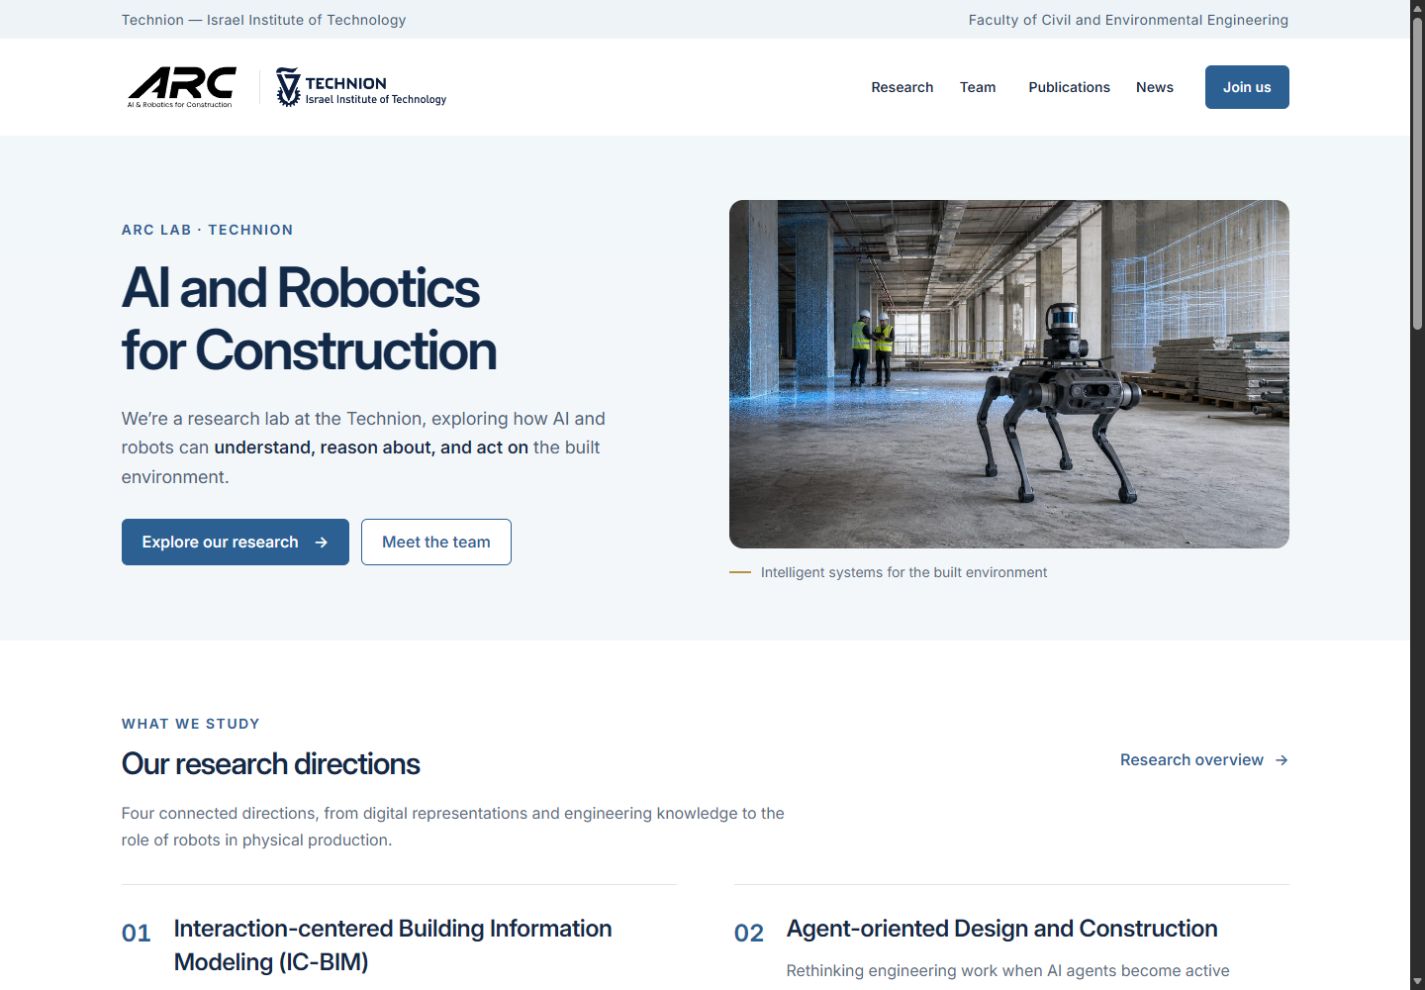 Technion — Israel Institute of Technology
Faculty of Civil and Environmental Engineering
ARC
AI & Robotics for Construction
TECHNION
Israel Institute of Technology
Research
Team
Publications
News
Join us
ARC LAB · TECHNION
AI and Robotics
for Construction
We’re a research lab at the Technion, exploring how AI and
robots can understand, reason about, and act on the built
environment.
Explore our research →
Meet the team
Intelligent systems for the built environment
WHAT WE STUDY
Our research directions
Research overview →
Four connected directions, from digital representations and engineering knowledge to the
role of robots in physical production.
01
Interaction-centered Building Information
Modeling (IC-BIM)
02
Agent-oriented Design and Construction
Rethinking engineering work when AI agents become active